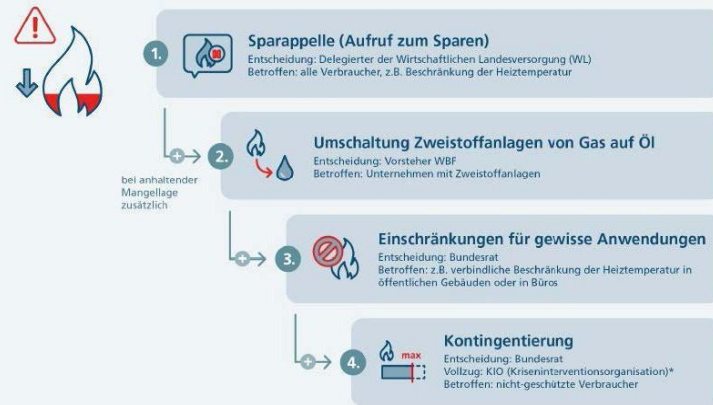 1.
Sparappelle (Aufruf zum Sparen)
Entscheidung: Delegierter der Wirtschaftlichen Landesversorgung (WL)
Betroffen: alle Verbraucher, z.B. Beschränkung der Heiztemperatur
bei anhaltender
Mangellage
zusätzlich
2.
Umschaltung Zweistoffanlagen von Gas auf Öl
Entscheidung: Vorsteher WBF
Betroffen: Unternehmen mit Zweistoffanlagen
3.
Einschränkungen für gewisse Anwendungen
Entscheidung: Bundesrat
Betroffen: z.B. verbindliche Beschränkung der Heiztemperatur in
öffentlichen Gebäuden oder in Büros
4.
max
Kontingentierung
Entscheidung: Bundesrat
Vollzug: KIO (Kriseninterventionsorganisation)*
Betroffen: nicht-geschützte Verbraucher